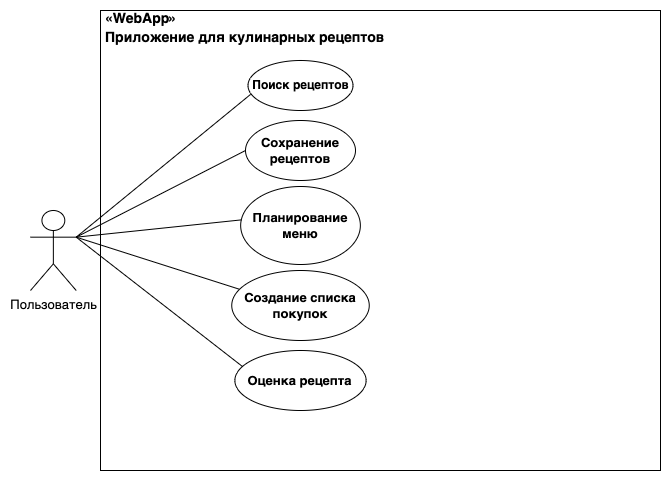 «WebApp»
Приложение для кулинарных рецептов
Поиск рецептов
Сохранение
рецептов
Планирование
меню
Создание списка
покупок
Оценка рецепта
Пользователь